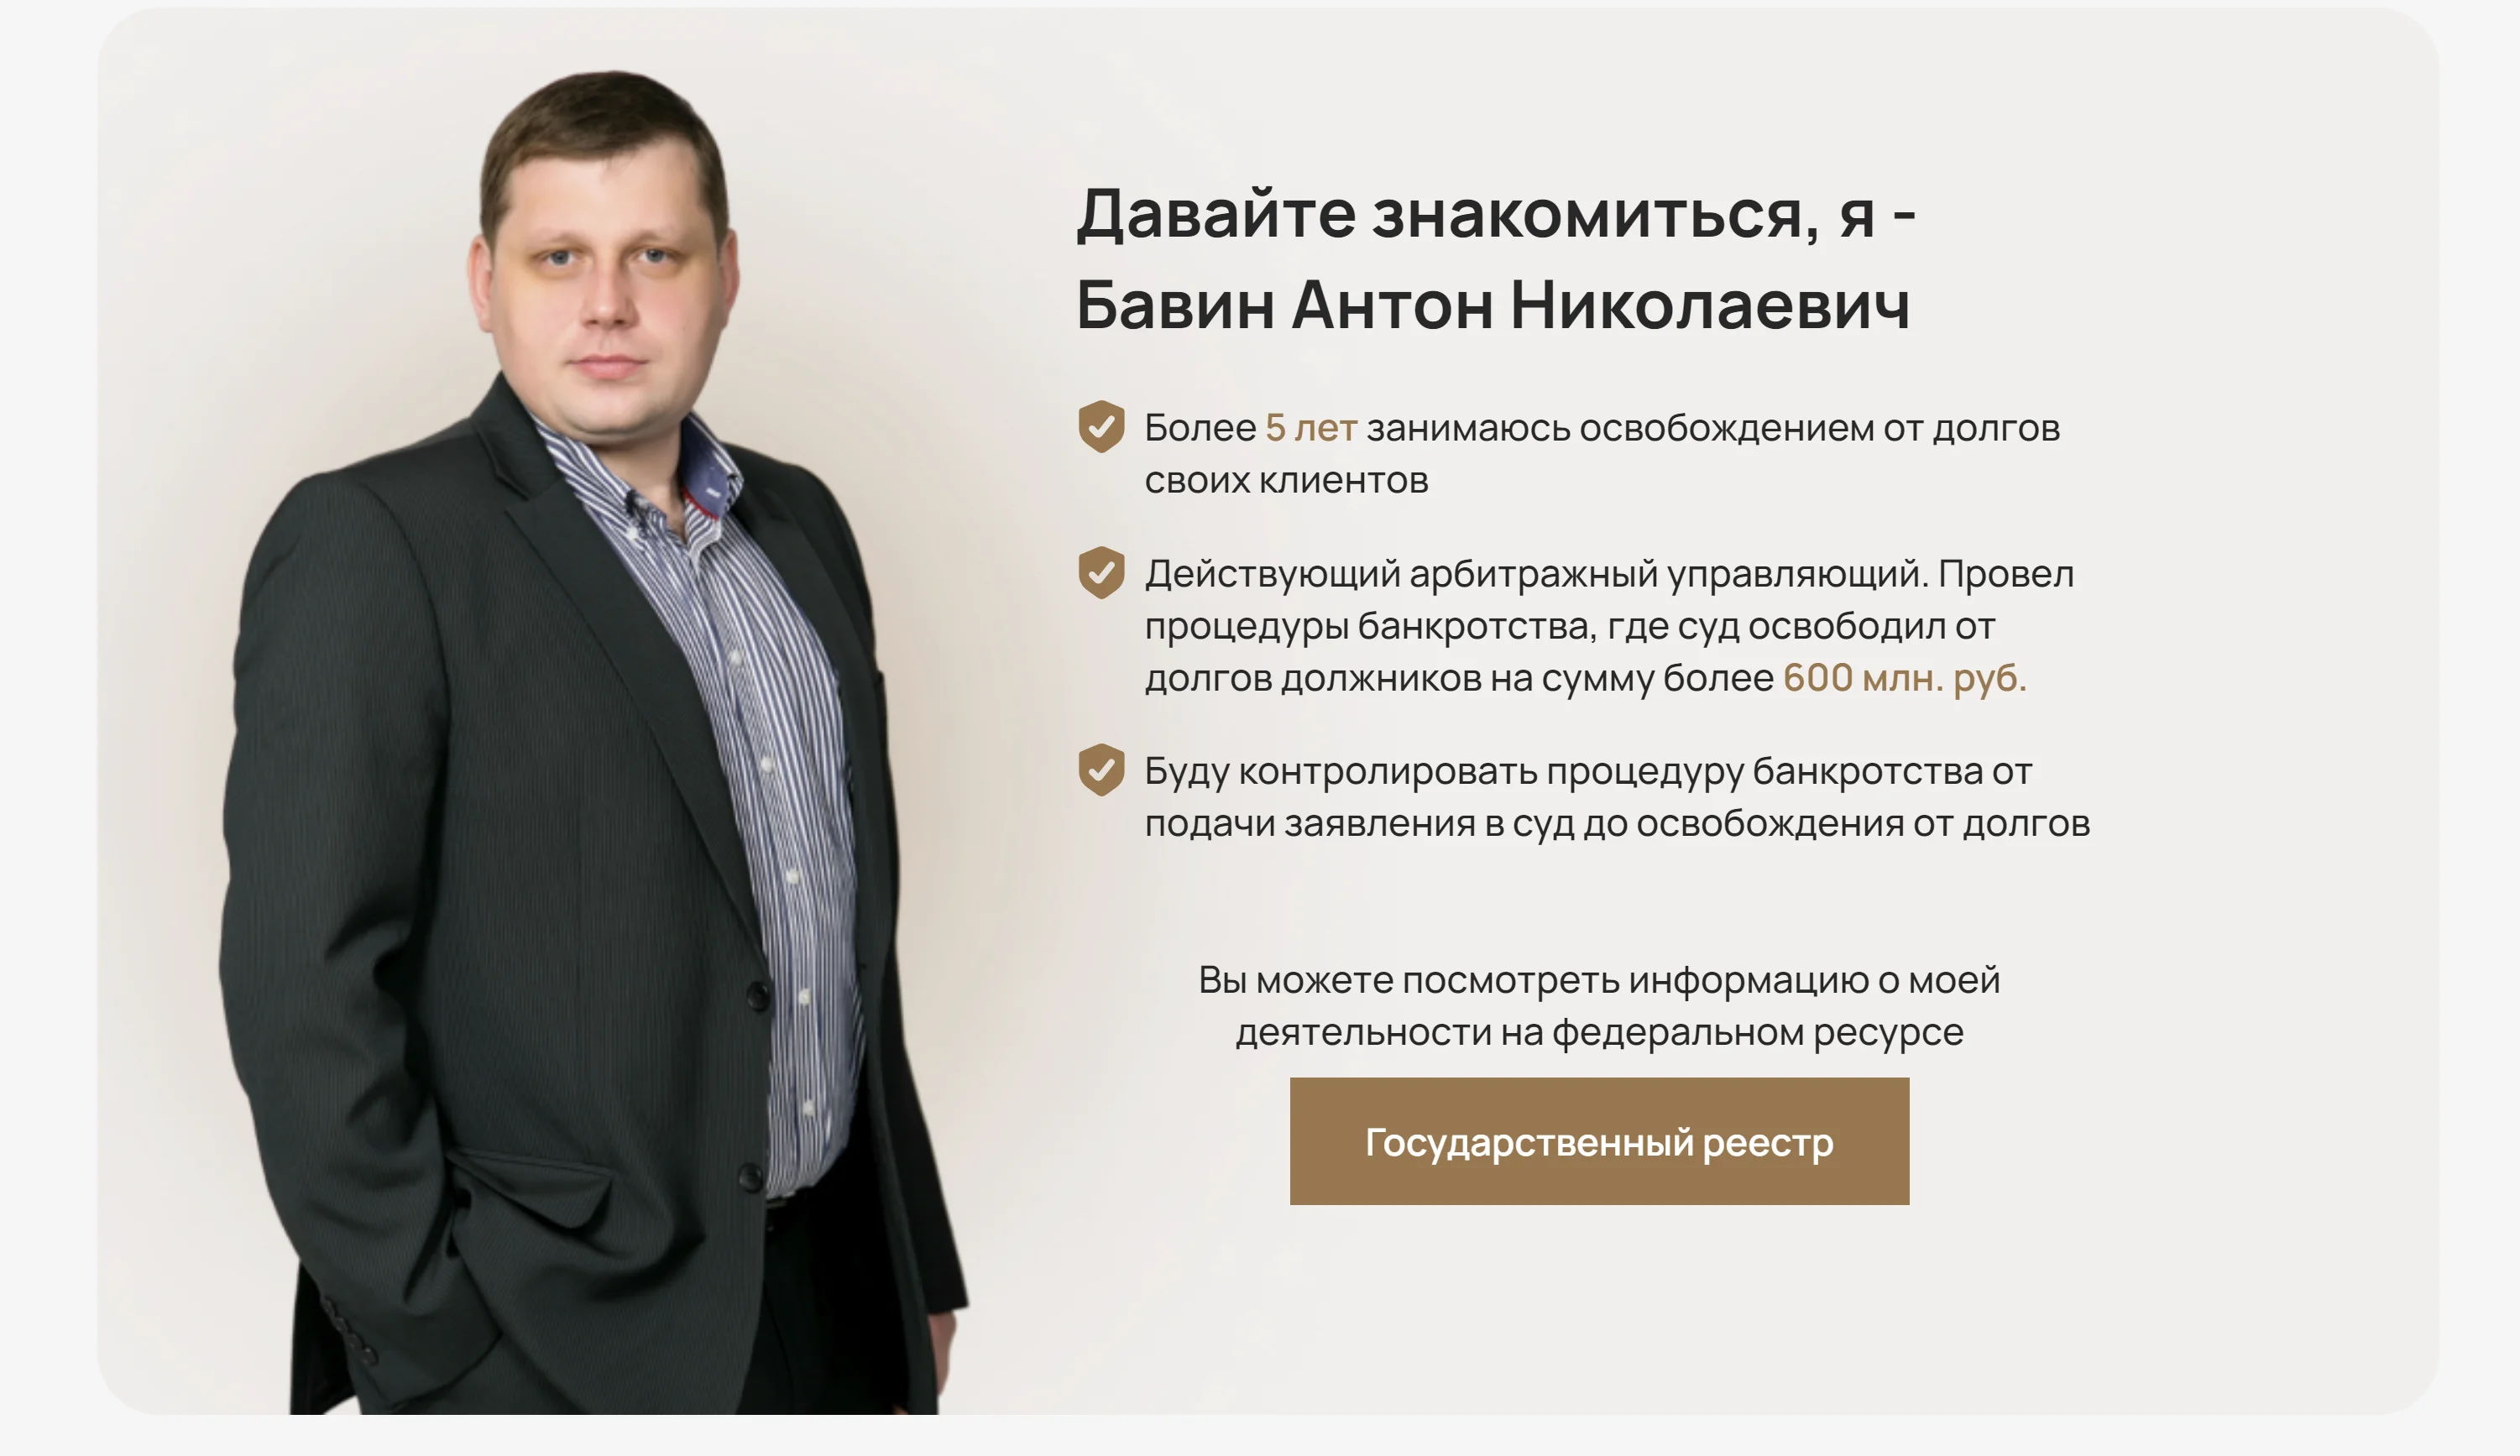 Давайте знакомиться, я -
Бавин Антон Николаевич
Более 5 лет занимаюсь освобождением от долгов
своих клиентов
Действующий арбитражный управляющий. Провел
процедуры банкротства, где суд освободил от
долгов должников на сумму более 600 млн. руб.
Буду контролировать процедуру банкротства от
подачи заявления в суд до освобождения от долгов
Вы можете посмотреть информацию о моей
деятельности на федеральном ресурсе
Государственный реестр